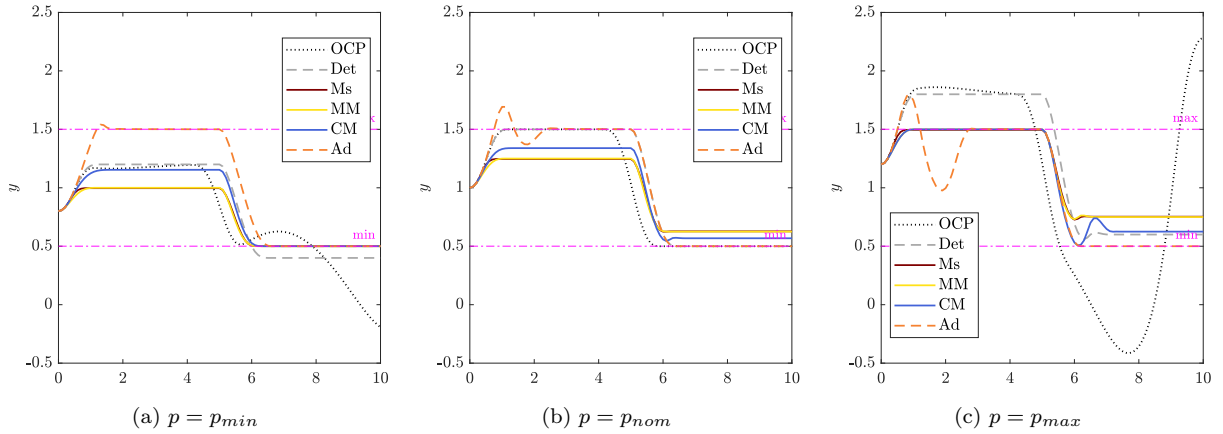 2.5
2
1.5
1
0.5
0
-0.5
y
0 2 4 6 8 10
OCP
Det
Ms
MM
CM
Ad
x
min
(a) p = p_min
2.5
2
1.5
1
0.5
0
-0.5
y
0 2 4 6 8 10
OCP
Det
Ms
MM
CM
Ad
x
min
(b) p = p_nom
2.5
2
1.5
1
0.5
0
-0.5
y
0 2 4 6 8 10
max
min
OCP
Det
Ms
MM
CM
Ad
(c) p = p_max